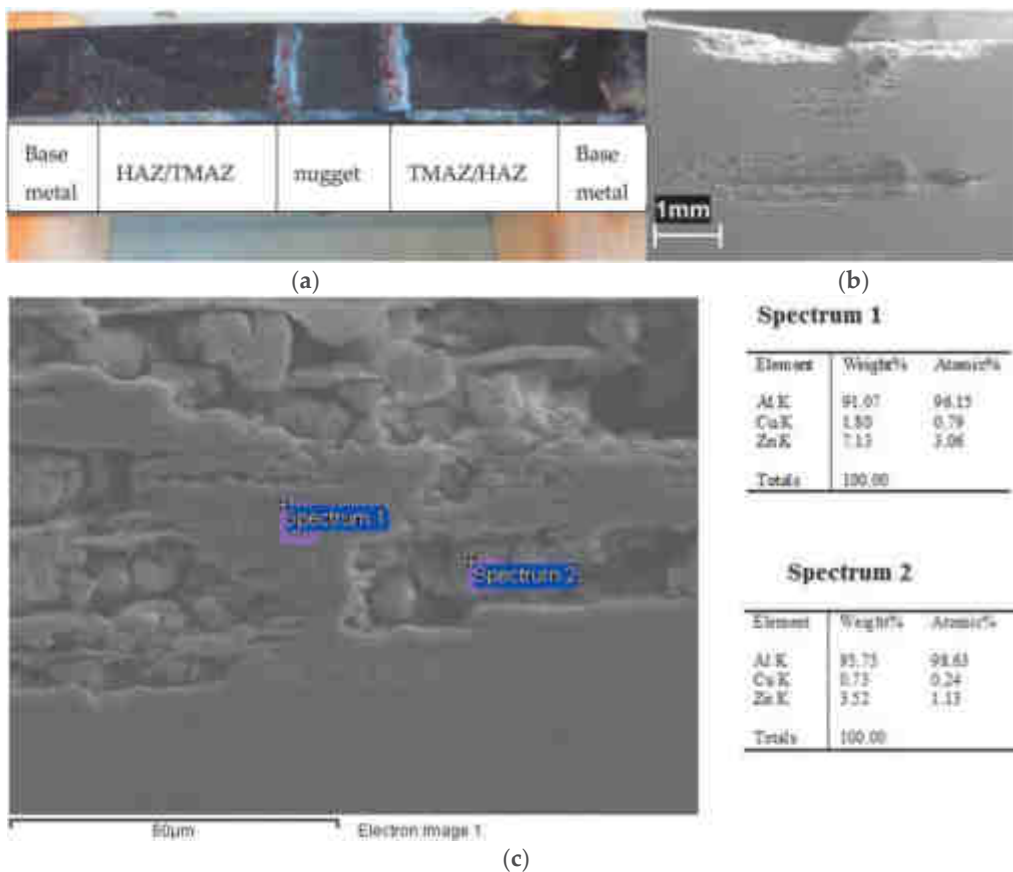 Base metal
HAZ/TMAZ
nugget
TMAZ/HAZ
Base metal
1mm
(a)
(b)
Spectrum 1
Spectrum 2
Electron Image 1
Spectrum 1
Element Weight% Atomic%
Al K 91.07 96.15
Cu K 1.80 0.79
Zn K 7.13 3.06
Totals 100.00
Spectrum 2
Element Weight% Atomic%
Al K 95.75 98.63
Cu K 0.73 0.24
Zn K 3.52 1.13
Totals 100.00
(c)